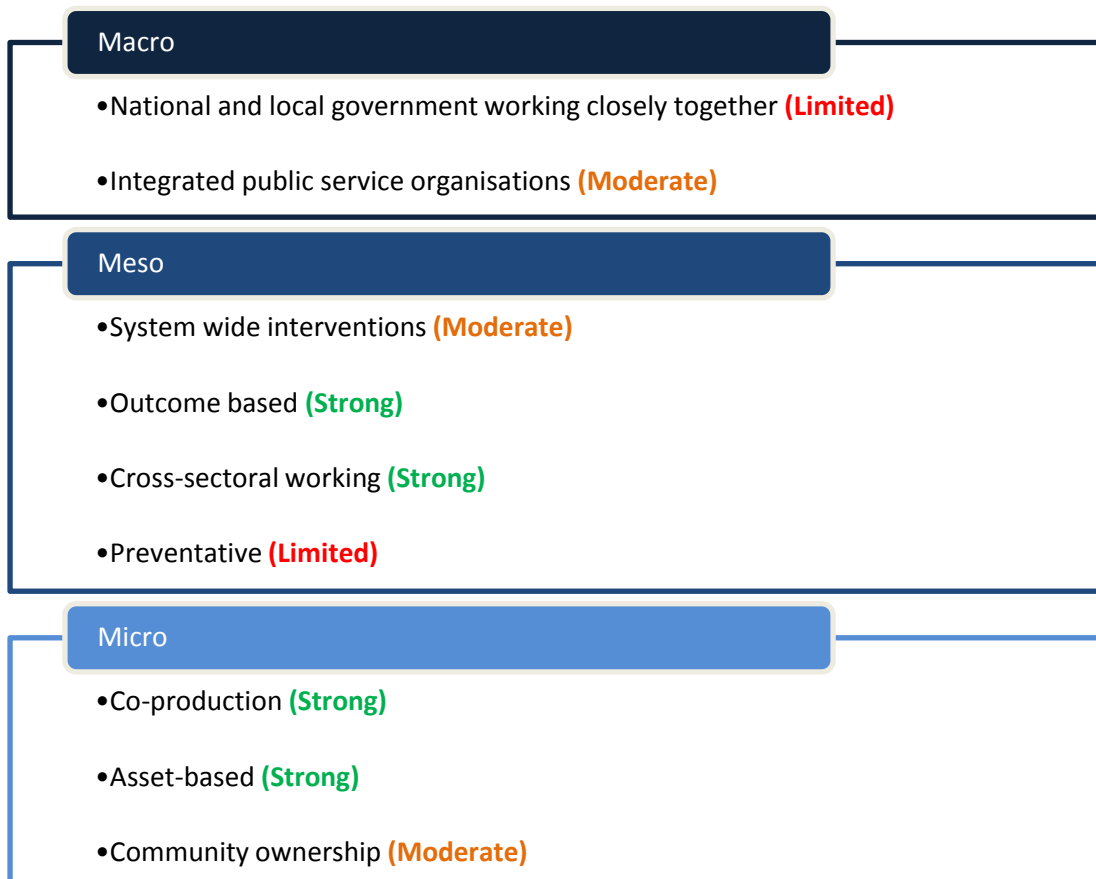 Macro
•National and local government working closely together (Limited)
•Integrated public service organisations (Moderate)
Meso
•System wide interventions (Moderate)
•Outcome based (Strong)
•Cross-sectoral working (Strong)
•Preventative (Limited)
Micro
•Co-production (Strong)
•Asset-based (Strong)
•Community ownership (Moderate)